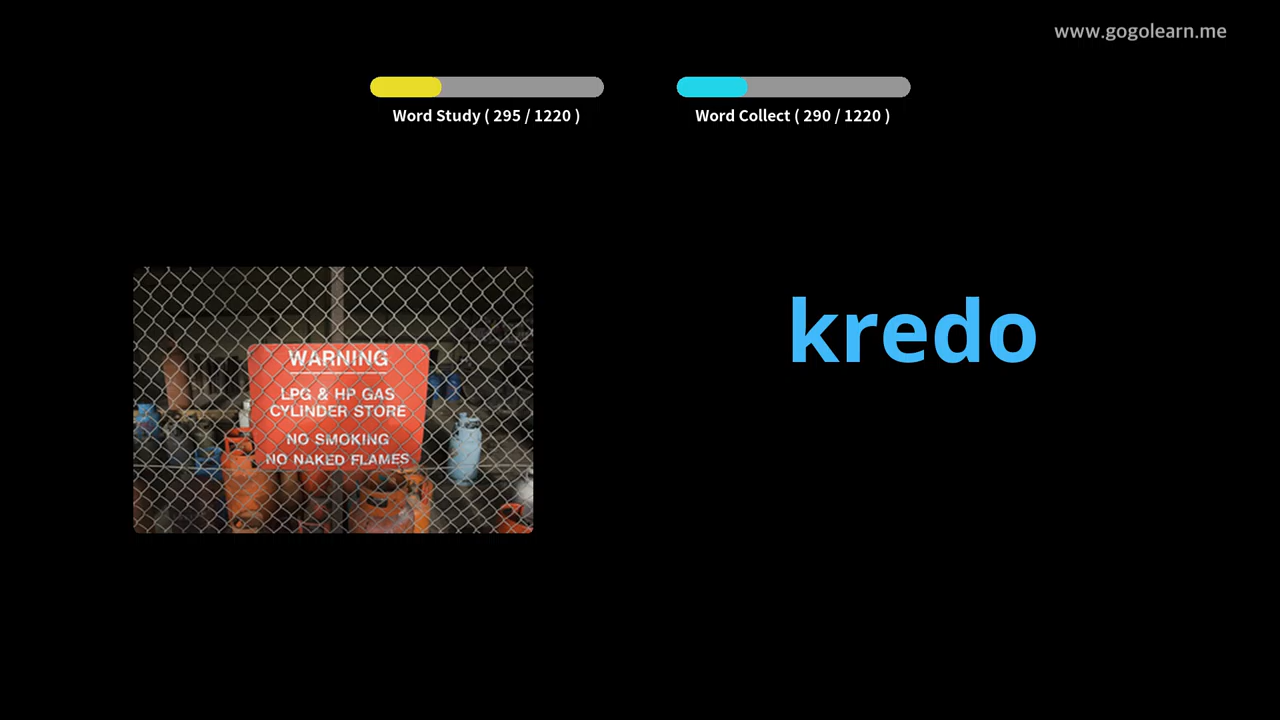 www.gogolearn.me
Word Study ( 295 / 1220 )
Word Collect ( 290 / 1220 )
kredo
WARNING
LPG & HP GAS
CYLINDER STORE
NO SMOKING
NO NAKED FLAMES